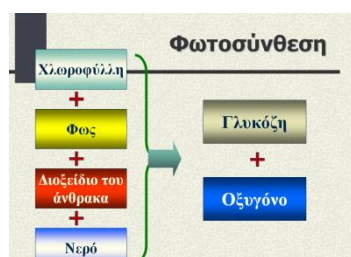 Φωτοσύνθεση
Χλωροφύλλη
+
Φως
+
Διοξείδιο του
άνθρακα
+
Νερό
Γλυκόζη
+
Οξυγόνο